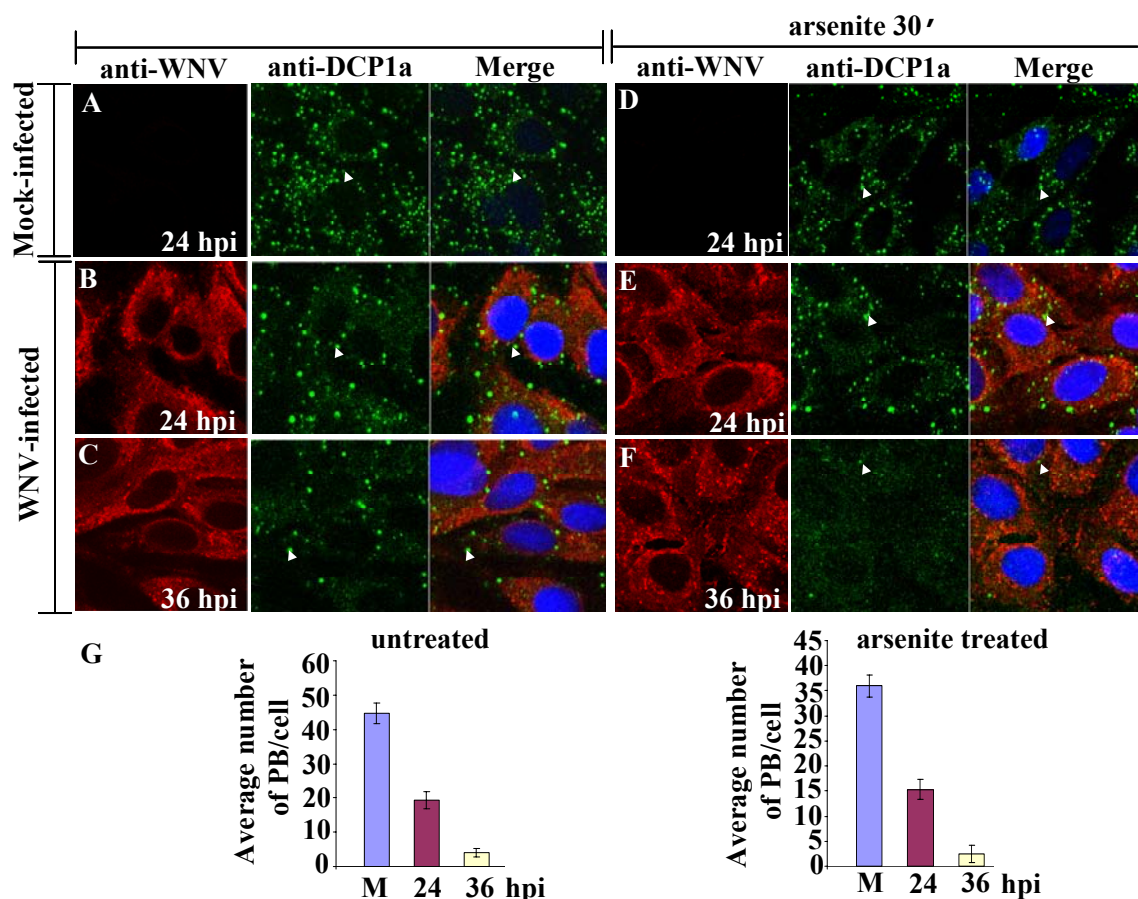 arsenite 30′
anti-WNV anti-DCP1a Merge anti-WNV anti-DCP1a Merge
Mock-infected
A
24 hpi
D
24 hpi
WNV-infected
B
24 hpi
E
24 hpi
C
36 hpi
F
36 hpi
G
untreated
Average number
of PB/cell
60
50
40
30
20
10
0
M 24 36 hpi
arsenite treated
Average number
of PB/cell
45
40
35
30
25
20
15
10
5
0
M 24 36 hpi